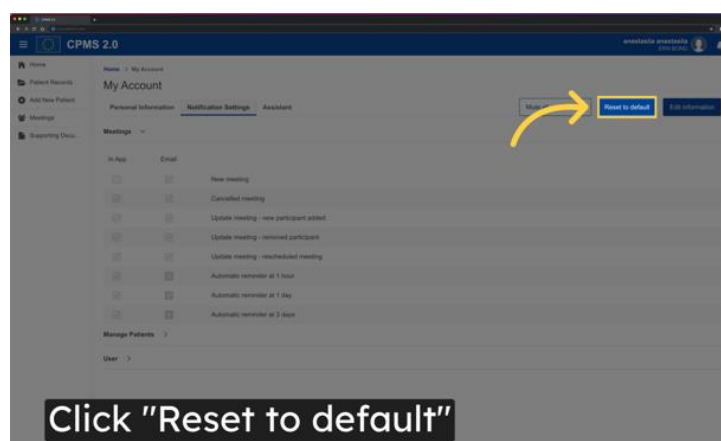 CPMS 2.0
anastasiia anastasiia
Home
Patient Records
Add New Patient
Meetings
Supporting Docu...
Home > My Account
My Account
Personal Information
Notification Settings
Assistant
Reset to default
Edit Information
Meetings
In App
Email
New meeting
Cancelled meeting
Update meeting - new participant added
Update meeting - removed participant
Update meeting - rescheduled meeting
Automatic reminder at 1 hour
Automatic reminder at 1 day
Automatic reminder at 3 days
Manage Patients
User
Click "Reset to default"